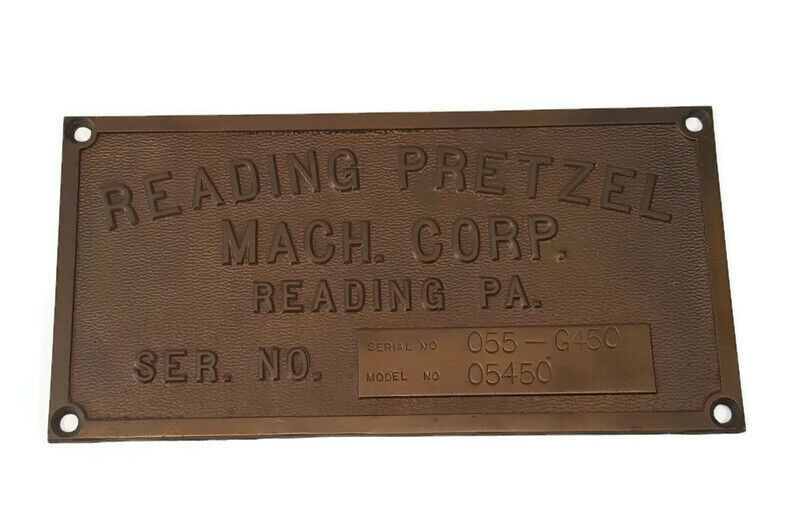 READING PRETZEL
MACH. CORP.
READING PA.
SER. NO.
SERIAL NO 055-G450
MODEL NO 05450